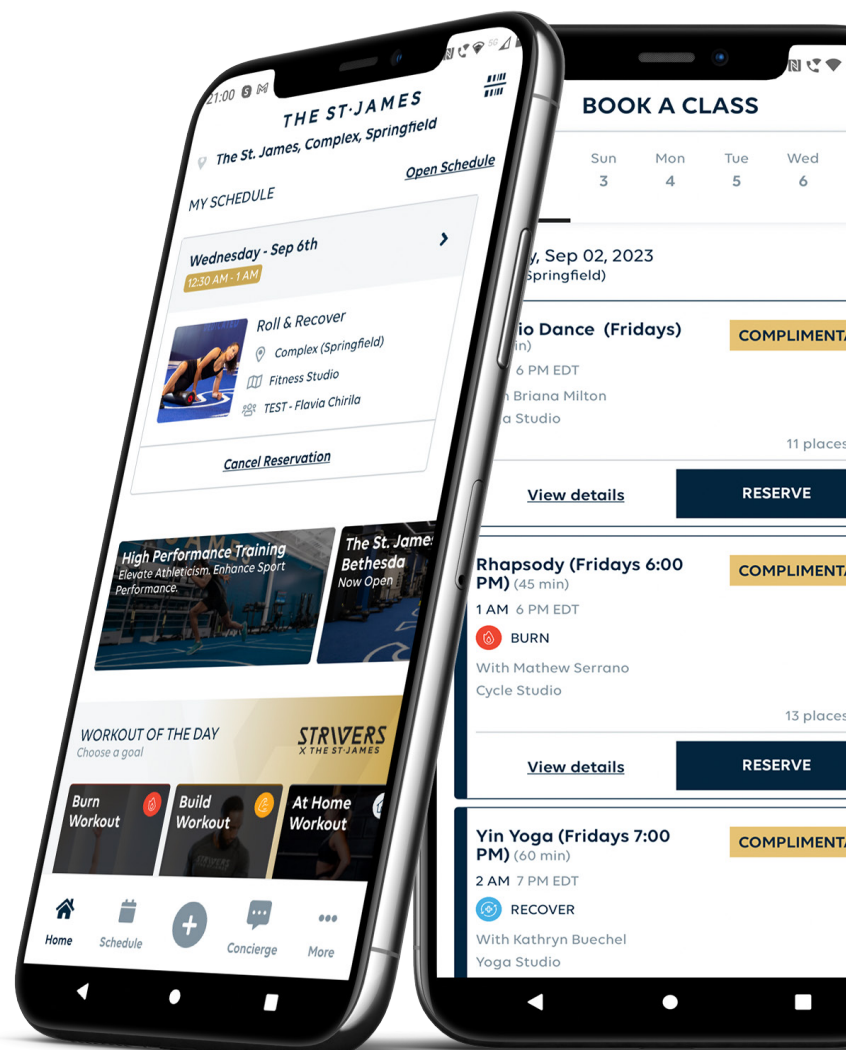 21:00
THE ST·JAMES
The St. James, Complex, Springfield
Open Schedule
MY SCHEDULE
Wednesday - Sep 6th
12:30 AM - 1 AM
Roll & Recover
Complex (Springfield)
Fitness Studio
TEST - Flavia Chirila
Cancel Reservation
High Performance Training
Elevate Athleticism. Enhance Sport
Performance.
The St. James
Bethesda
Now Open
WORKOUT OF THE DAY
Choose a goal
STRIVERS
X THE ST·JAMES
Burn
Workout
Build
Workout
At Home
Workout
Home
Schedule
Concierge
More
BOOK A CLASS
Sun
3
Mon
4
Tue
5
Wed
6
y, Sep 02, 2023
Springfield)
io Dance (Fridays)
in)
6 PM EDT
Briana Milton
a Studio
COMPLIMENTA
11 places
View details
RESERVE
Rhapsody (Fridays 6:00
PM) (45 min)
COMPLIMENTA
1 AM 6 PM EDT
BURN
With Mathew Serrano
Cycle Studio
13 places
View details
RESERVE
Yin Yoga (Fridays 7:00
PM) (60 min)
COMPLIMENTA
2 AM 7 PM EDT
RECOVER
With Kathryn Buechel
Yoga Studio